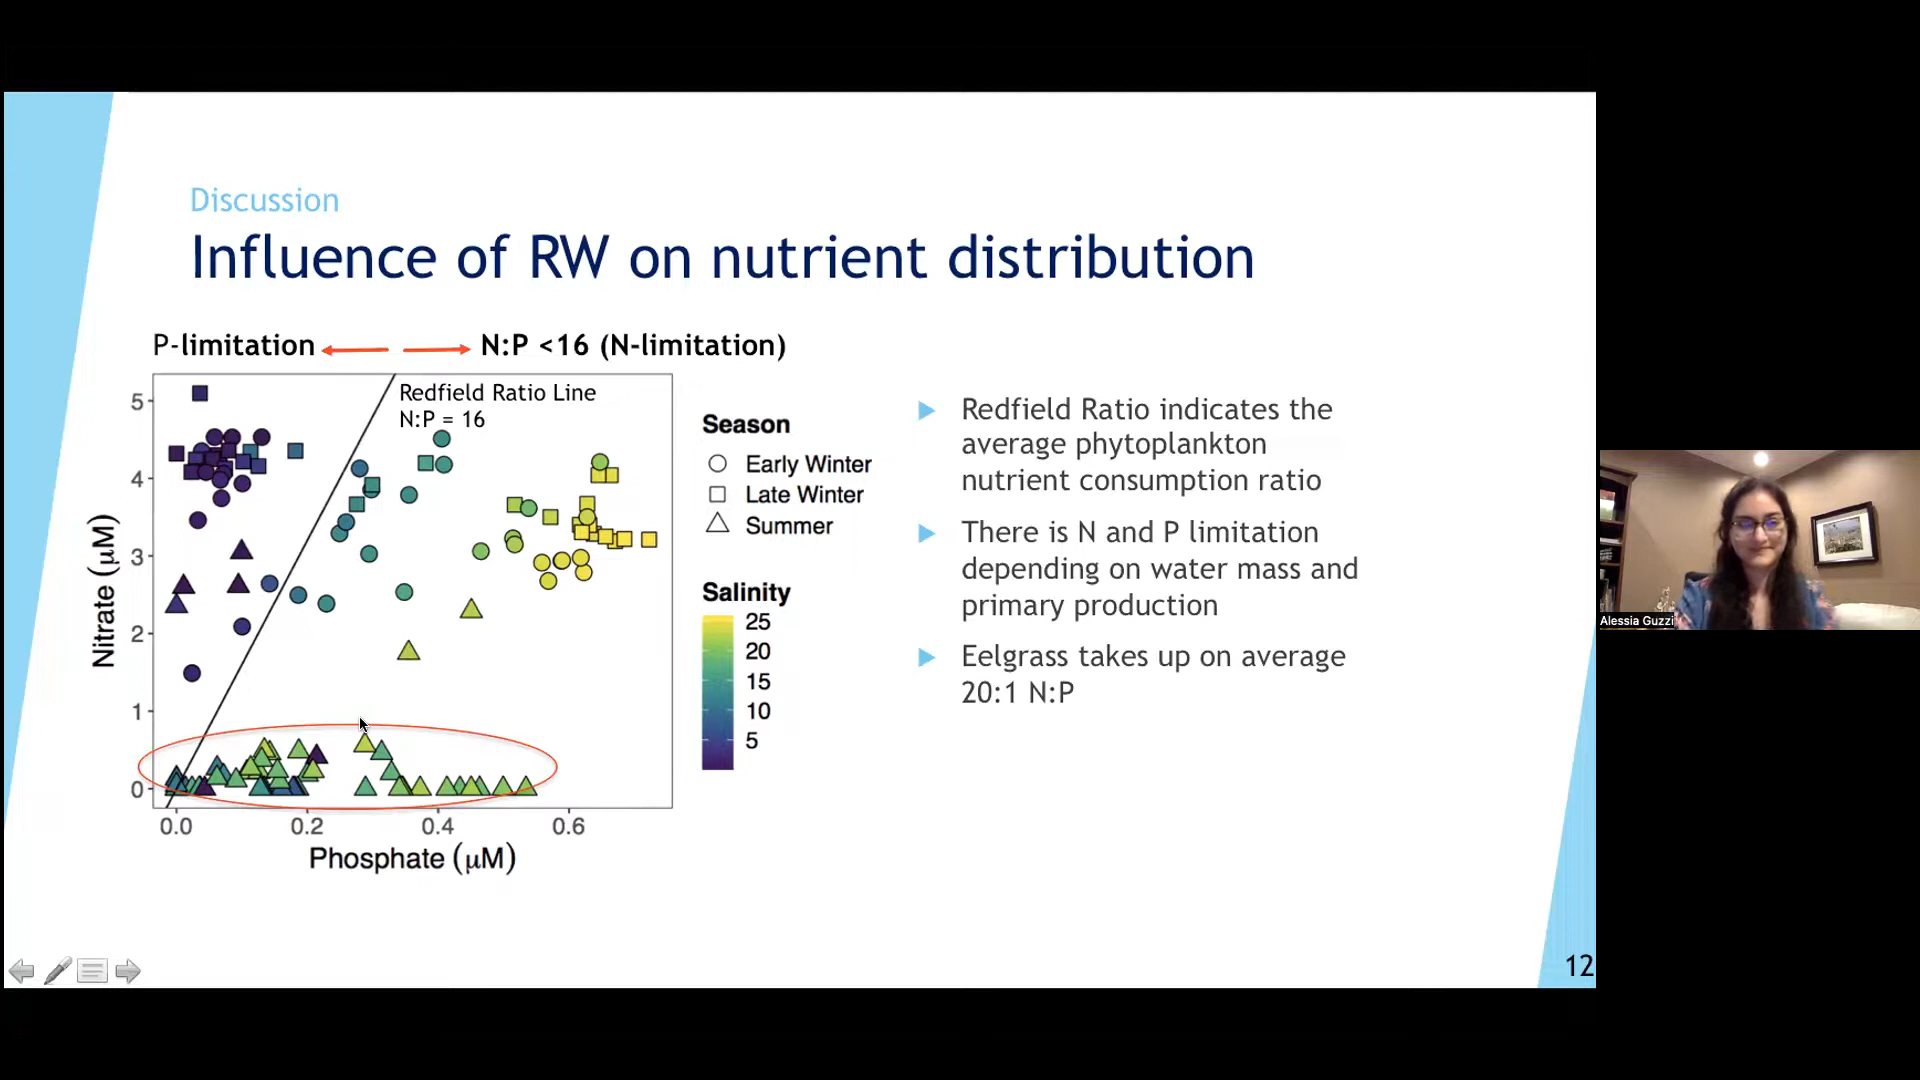 Discussion
Influence of RW on nutrient distribution
P-limitation
N:P <16 (N-limitation)
Redfield Ratio Line
N:P = 16
5
4
3
2
1
0
Nitrate (µM)
0.0
0.2
0.4
0.6
Phosphate (µM)
Season
Early Winter
Late Winter
Summer
Salinity
25
20
15
10
5
Redfield Ratio indicates the
average phytoplankton
nutrient consumption ratio
There is N and P limitation
depending on water mass and
primary production
Eelgrass takes up on average
20:1 N:P
12
Alessia Guzzi